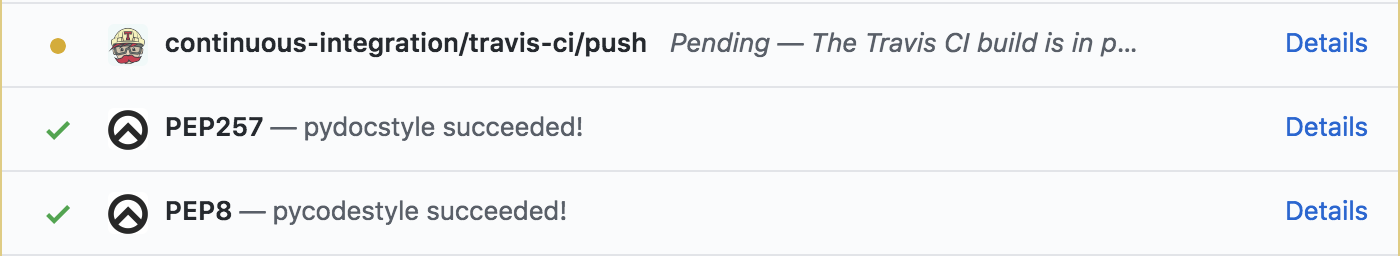 continuous-integration/travis-ci/push Pending — The Travis CI build is in p... Details
PEP257 — pydocstyle succeeded! Details
PEP8 — pycodestyle succeeded! Details